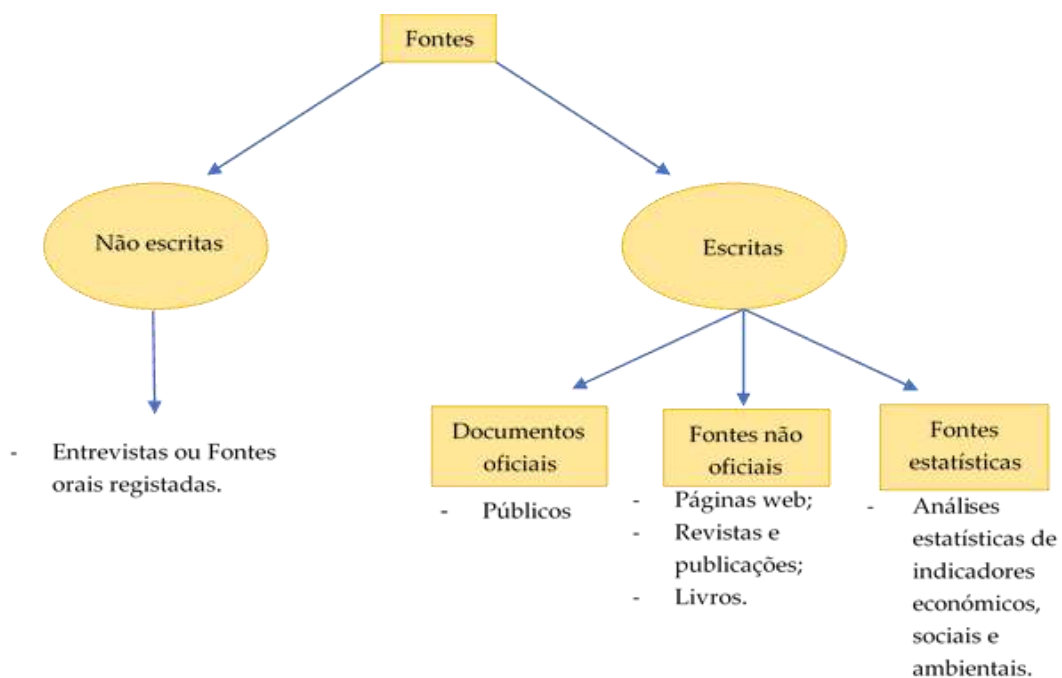 Fontes
Não escritas
Escritas
- Entrevistas ou Fontes
orais registadas.
Documentos
oficiais
- Públicos
Fontes não
oficiais
- Páginas web;
- Revistas e
publicações;
- Livros.
Fontes
estatísticas
- Análises
estatísticas de
indicadores
económicos,
sociais e
ambientais.